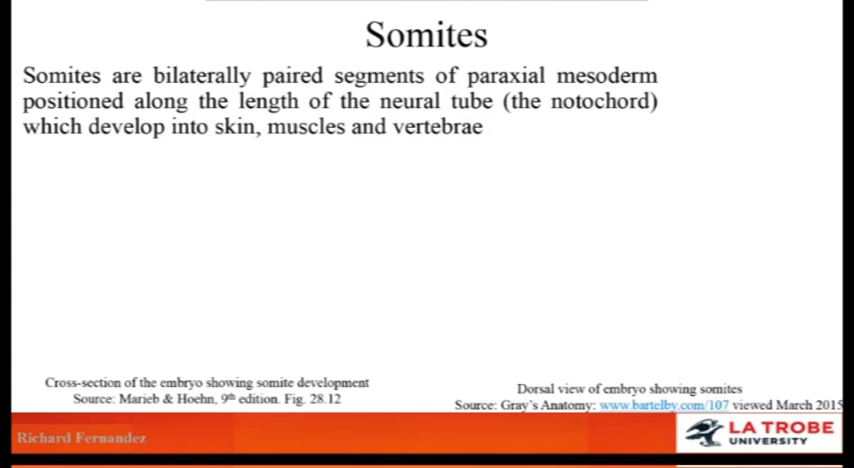 Somites
Somites are bilaterally paired segments of paraxial mesoderm
positioned along the length of the neural tube (the notochord)
which develop into skin, muscles and vertebrae
Cross-section of the embryo showing somite development
Source: Marieb & Hoehn, 9th edition. Fig. 28.12
Dorsal view of embryo showing somites
Source: Gray's Anatomy: www.bartelby.com/107 viewed March 2015
Richard Fernandez
LA TROBE
UNIVERSITY